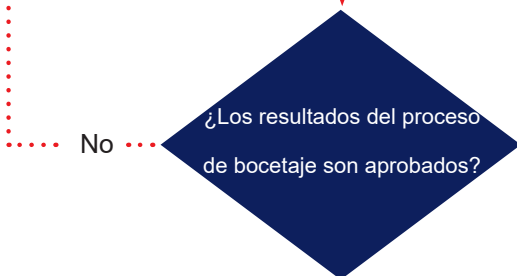 ¿Los resultados del proceso
de bocetaje son aprobados?
No